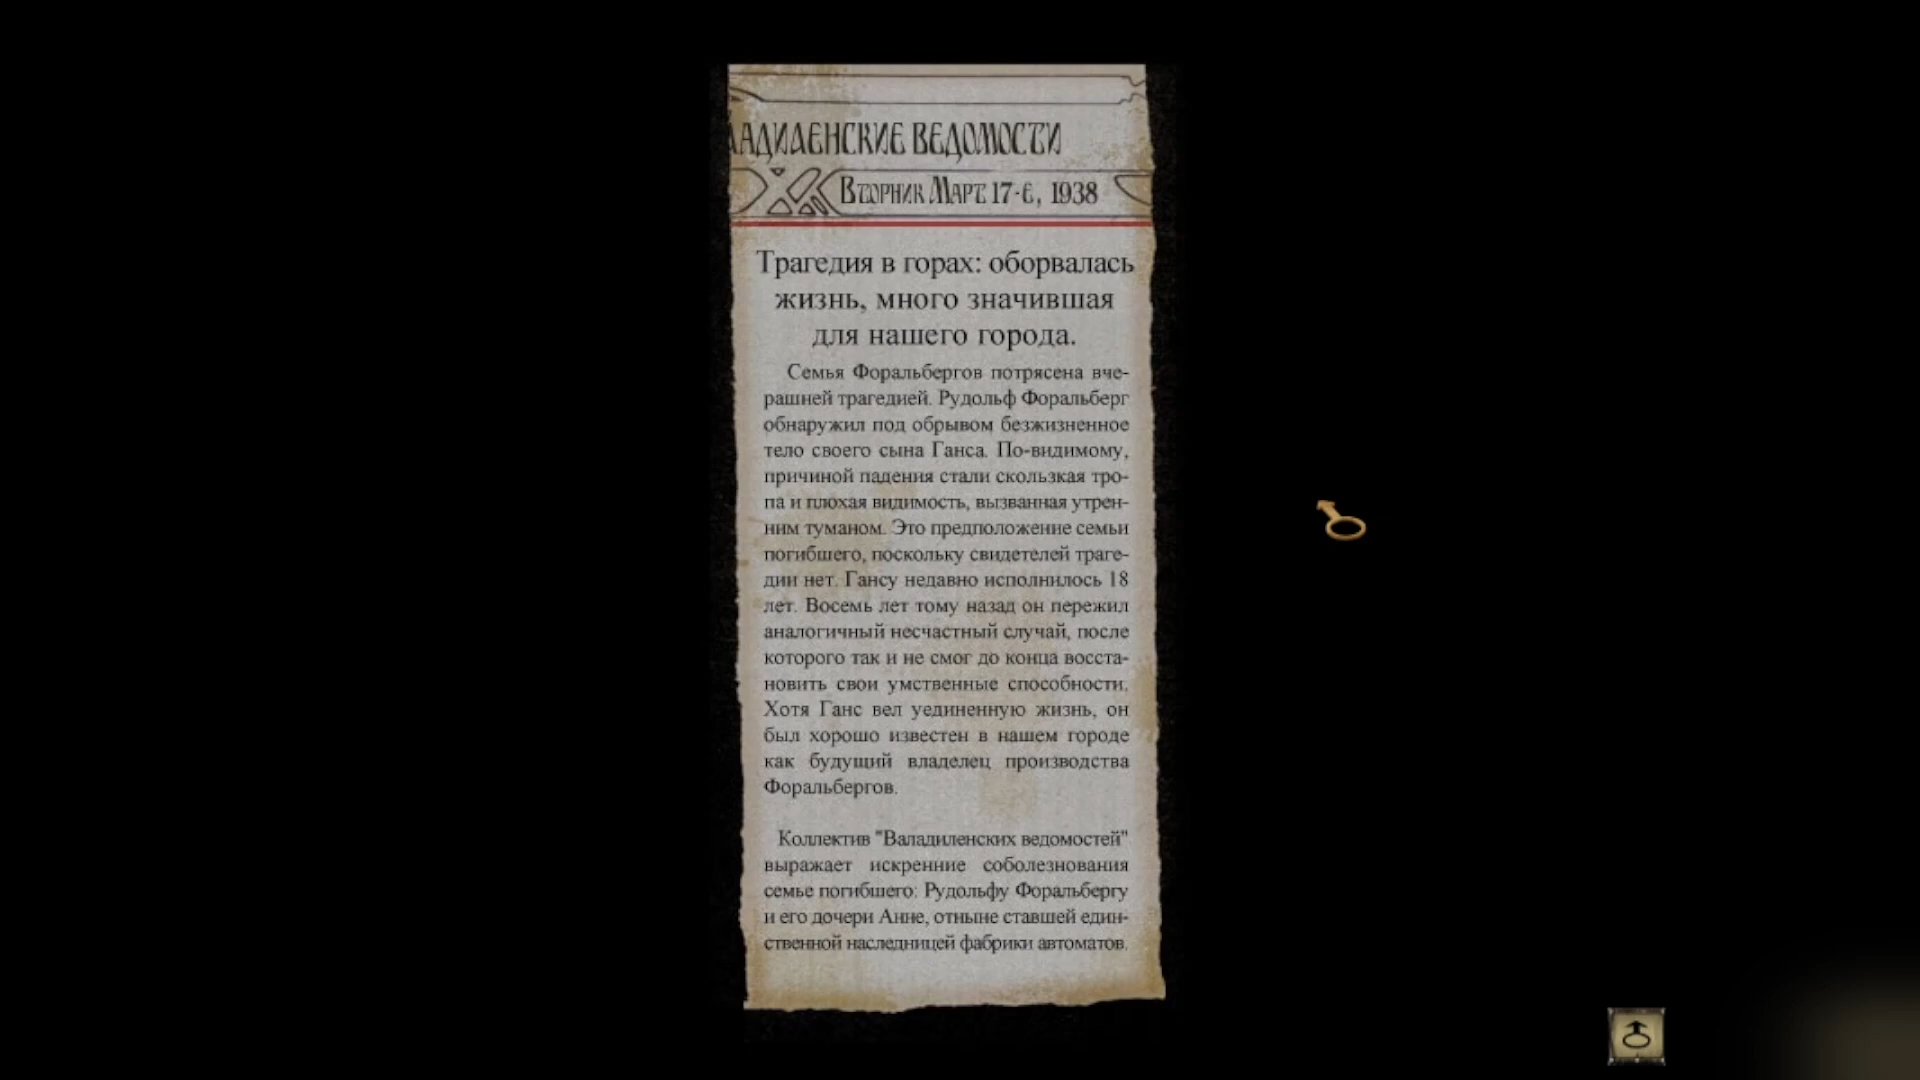 ЛАДИЛЕНСКИЕ ВЕДОМОСТИ
Вторник Март 17-е, 1938
Трагедия в горах: оборвалась
жизнь, много значившая
для нашего города.
Семья Форальбергов потрясена вче-
рашней трагедией. Рудольф Форальберг
обнаружил под обрывом безжизненное
тело своего сына Ганса. По-видимому,
причиной падения стали скользкая тро-
па и плохая видимость, вызванная утрен-
ним туманом. Это предположение семьи
погибшего, поскольку свидетелей траге-
дии нет. Гансу недавно исполнилось 18
лет. Восемь лет тому назад он пережил
аналогичный несчастный случай, после
которого так и не смог до конца восста-
новить свои умственные способности.
Хотя Ганс вел уединенную жизнь, он
был хорошо известен в нашем городе
как будущий владелец производства
Форальбергов.
Коллектив "Валадиленских ведомостей"
выражает искренние соболезнования
семье погибшего: Рудольфу Форальбергу
и его дочери Анне, отныне ставшей един-
ственной наследницей фабрики автоматов.